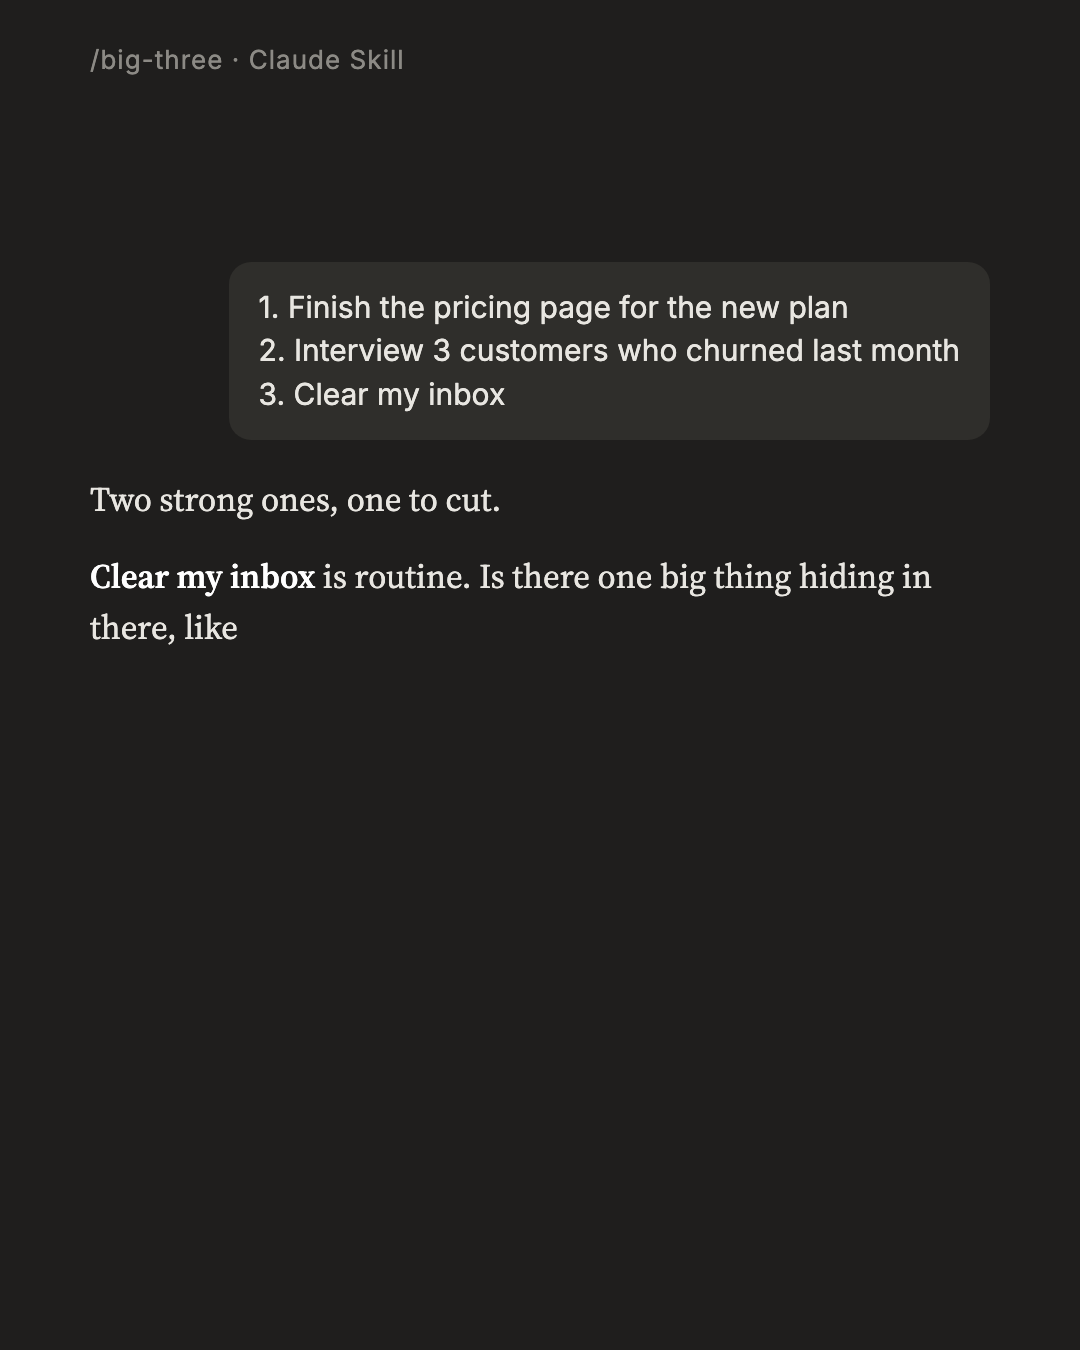 /big-three · Claude Skill
1. Finish the pricing page for the new plan
2. Interview 3 customers who churned last month
3. Clear my inbox
Two strong ones, one to cut.
Clear my inbox is routine. Is there one big thing hiding in
there, like